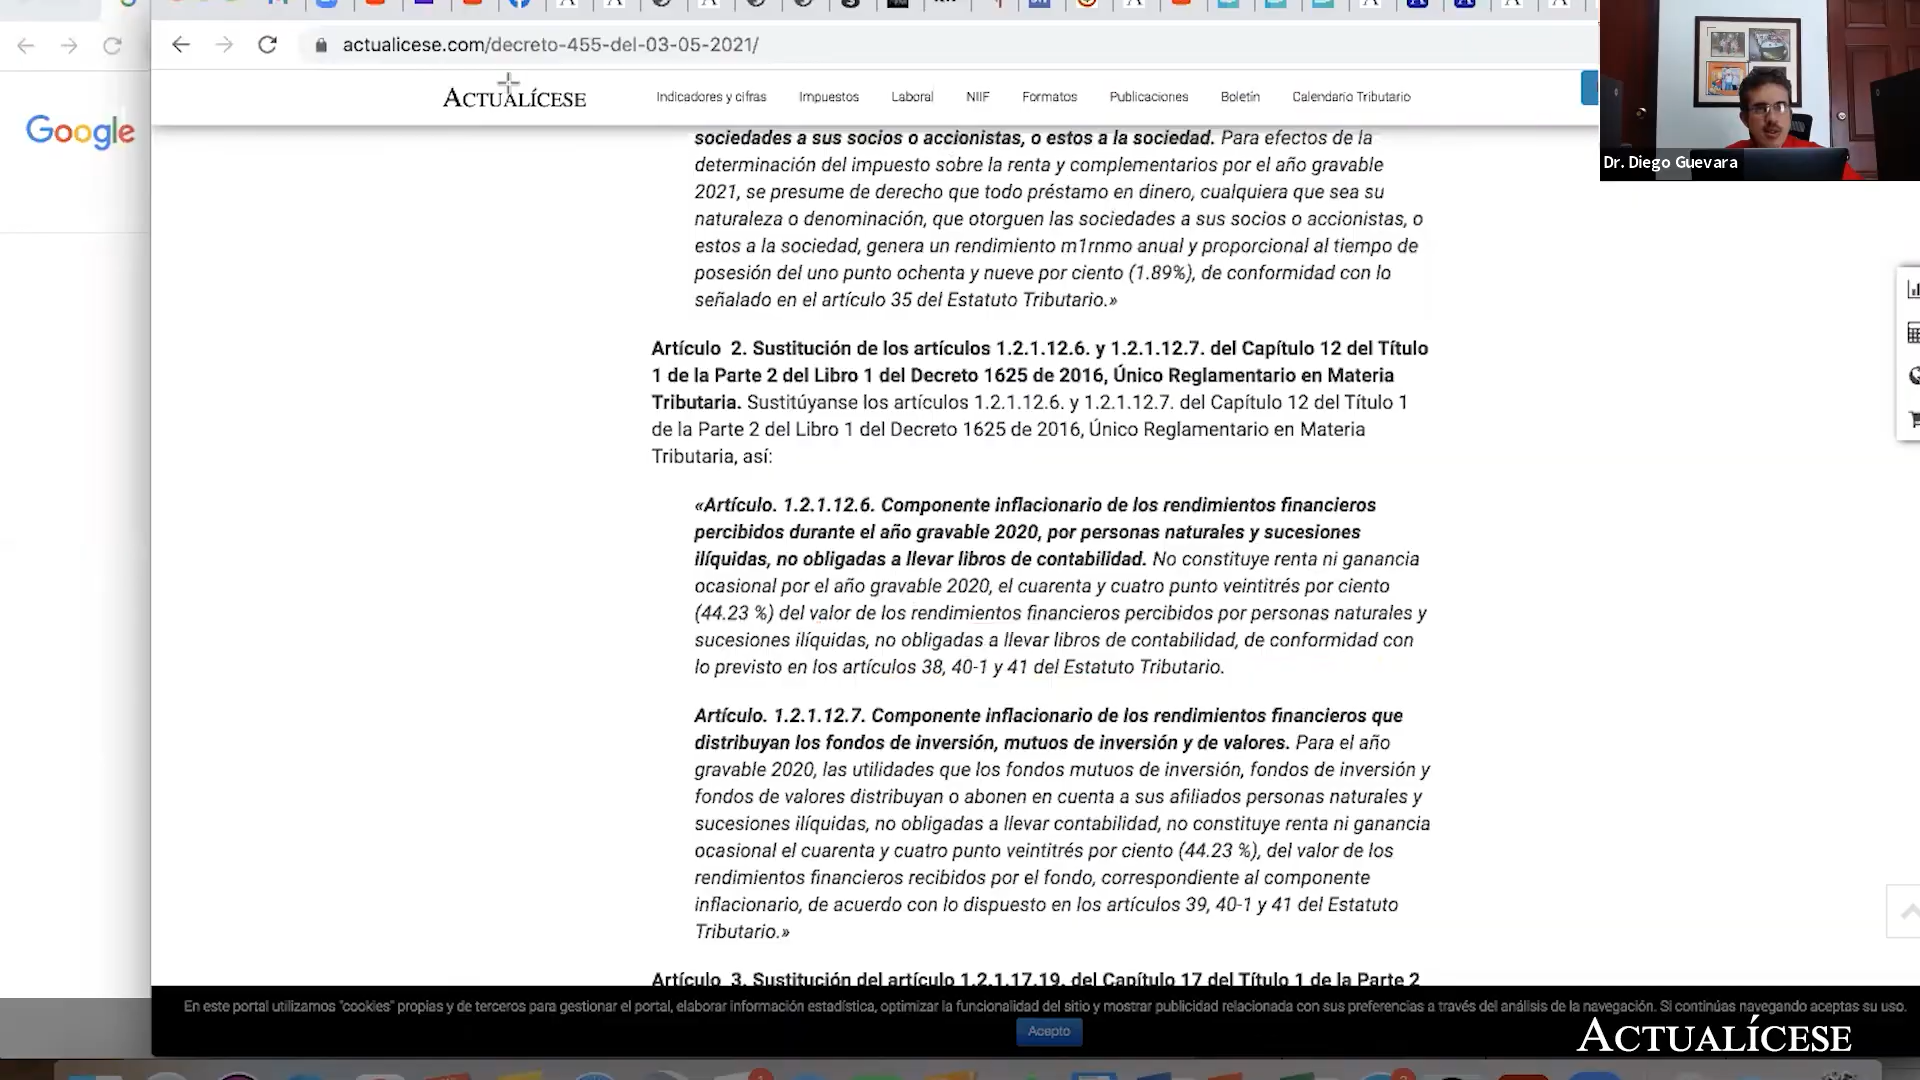 actualicese.com/decreto-455-del-03-05-2021/
Google
ACTUALÍCESE
Indicadores y cifras
Impuestos
Laboral
NIIF
Formatos
Publicaciones
Boletín
Calendario Tributario
Dr. Diego Guevara
sociedades a sus socios o accionistas, o estos a la sociedad. Para efectos de la
determinación del impuesto sobre la renta y complementarios por el año gravable
2021, se presume de derecho que todo préstamo en dinero, cualquiera que sea su
naturaleza o denominación, que otorguen las sociedades a sus socios o accionistas, o
estos a la sociedad, genera un rendimiento m1rnmo anual y proporcional al tiempo de
posesión del uno punto ochenta y nueve por ciento (1.89%), de conformidad con lo
señalado en el artículo 35 del Estatuto Tributario.»
Artículo 2. Sustitución de los artículos 1.2.1.12.6. y 1.2.1.12.7. del Capítulo 12 del Título
1 de la Parte 2 del Libro 1 del Decreto 1625 de 2016, Único Reglamentario en Materia
Tributaria. Sustitúyanse los artículos 1.2.1.12.6. y 1.2.1.12.7. del Capítulo 12 del Título 1
de la Parte 2 del Libro 1 del Decreto 1625 de 2016, Único Reglamentario en Materia
Tributaria, así:
«Artículo. 1.2.1.12.6. Componente inflacionario de los rendimientos financieros
percibidos durante el año gravable 2020, por personas naturales y sucesiones
ilíquidas, no obligadas a llevar libros de contabilidad. No constituye renta ni ganancia
ocasional por el año gravable 2020, el cuarenta y cuatro punto veintitrés por ciento
(44.23 %) del valor de los rendimientos financieros percibidos por personas naturales y
sucesiones ilíquidas, no obligadas a llevar libros de contabilidad, de conformidad con
lo previsto en los artículos 38, 40-1 y 41 del Estatuto Tributario.
Artículo. 1.2.1.12.7. Componente inflacionario de los rendimientos financieros que
distribuyan los fondos de inversión, mutuos de inversión y de valores. Para el año
gravable 2020, las utilidades que los fondos mutuos de inversión, fondos de inversión y
fondos de valores distribuyan o abonen en cuenta a sus afiliados personas naturales y
sucesiones ilíquidas, no obligadas a llevar contabilidad, no constituye renta ni ganancia
ocasional el cuarenta y cuatro punto veintitrés por ciento (44.23 %), del valor de los
rendimientos financieros recibidos por el fondo, correspondiente al componente
inflacionario, de acuerdo con lo dispuesto en los artículos 39, 40-1 y 41 del Estatuto
Tributario.»
Artículo 3. Sustitución del artículo 1.2.1.17.19. del Capítulo 17 del Título 1 de la Parte 2
En este portal utilizamos "cookies" propias y de terceros para gestionar el portal, elaborar información estadística, optimizar la funcionalidad del sitio y mostrar publicidad relacionada con sus preferencias a través del análisis de la navegación. Si continúas navegando aceptas su uso.
Acepto
ACTUALÍCESE